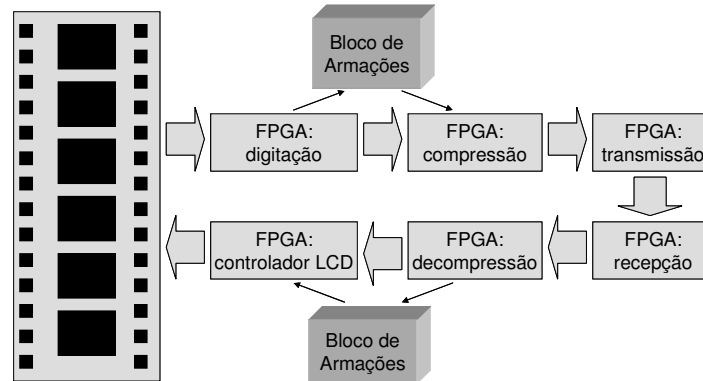 Bloco de
Armações
FPGA:
digitação
FPGA:
compressão
FPGA:
transmissão
FPGA:
controlador LCD
FPGA:
decompressão
FPGA:
recepção
Bloco de
Armações